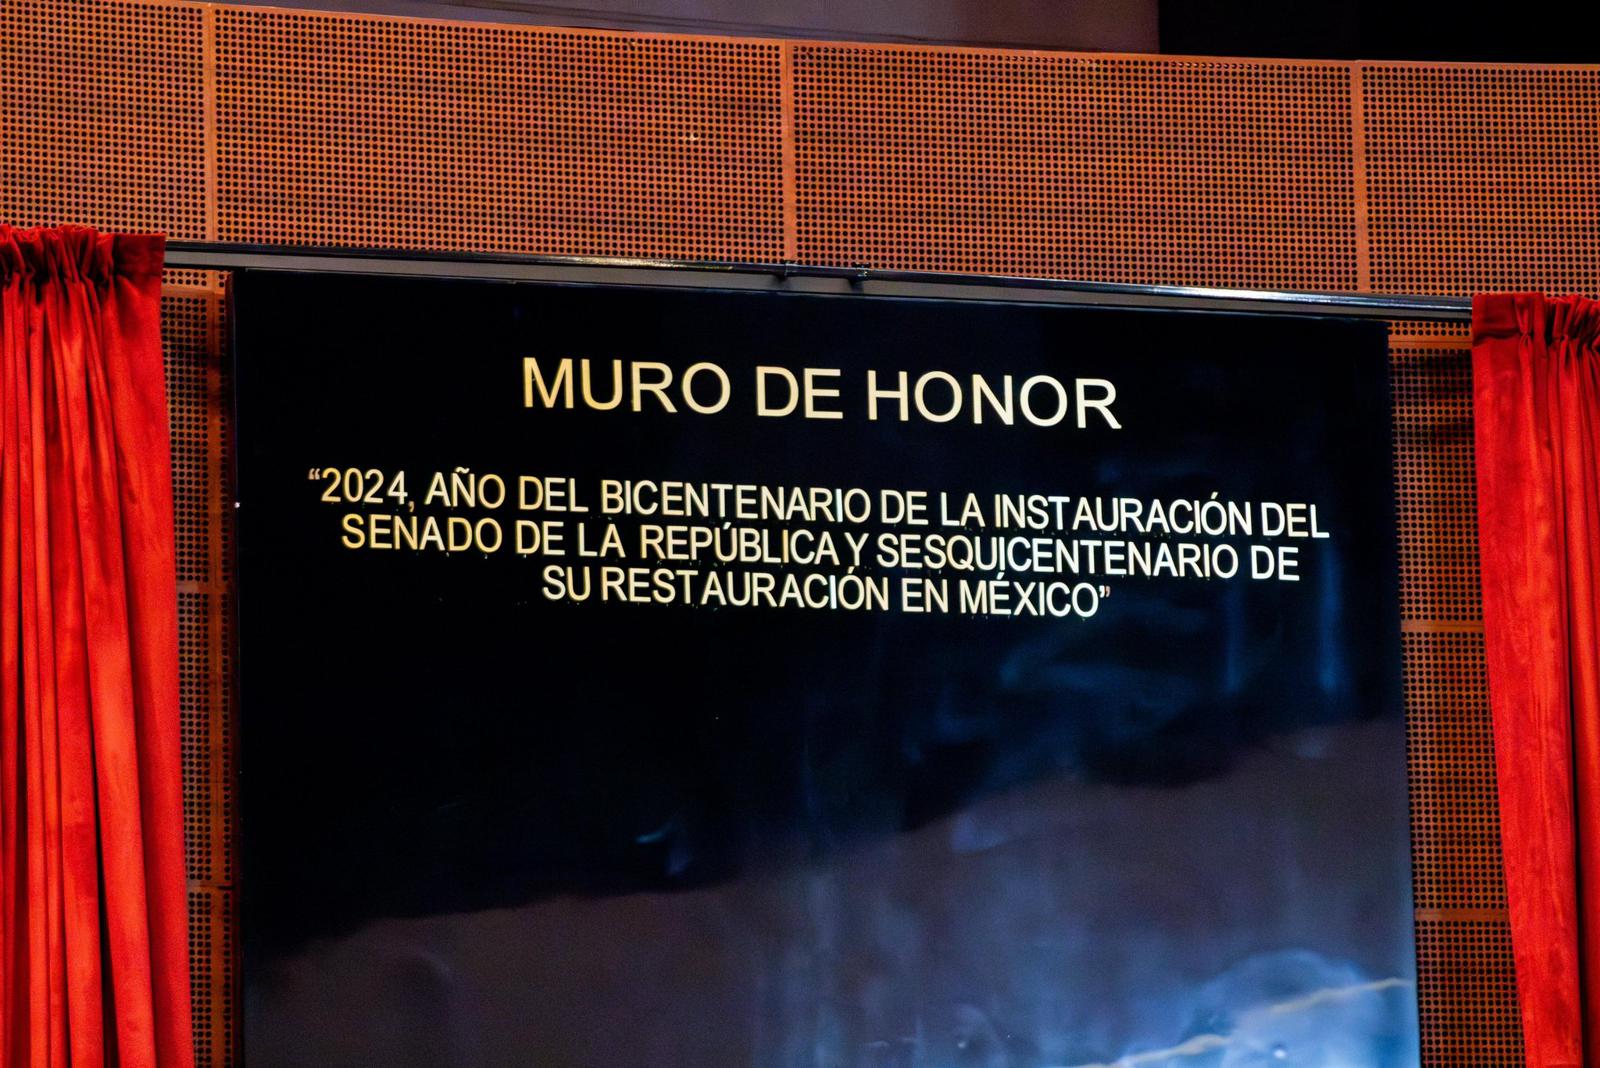 MURO DE HONOR
“2024, AÑO DEL BICENTENARIO DE LA INSTAURACIÓN DEL
SENADO DE LA REPÚBLICA Y SESQUICENTENARIO DE
SU RESTAURACIÓN EN MÉXICO”